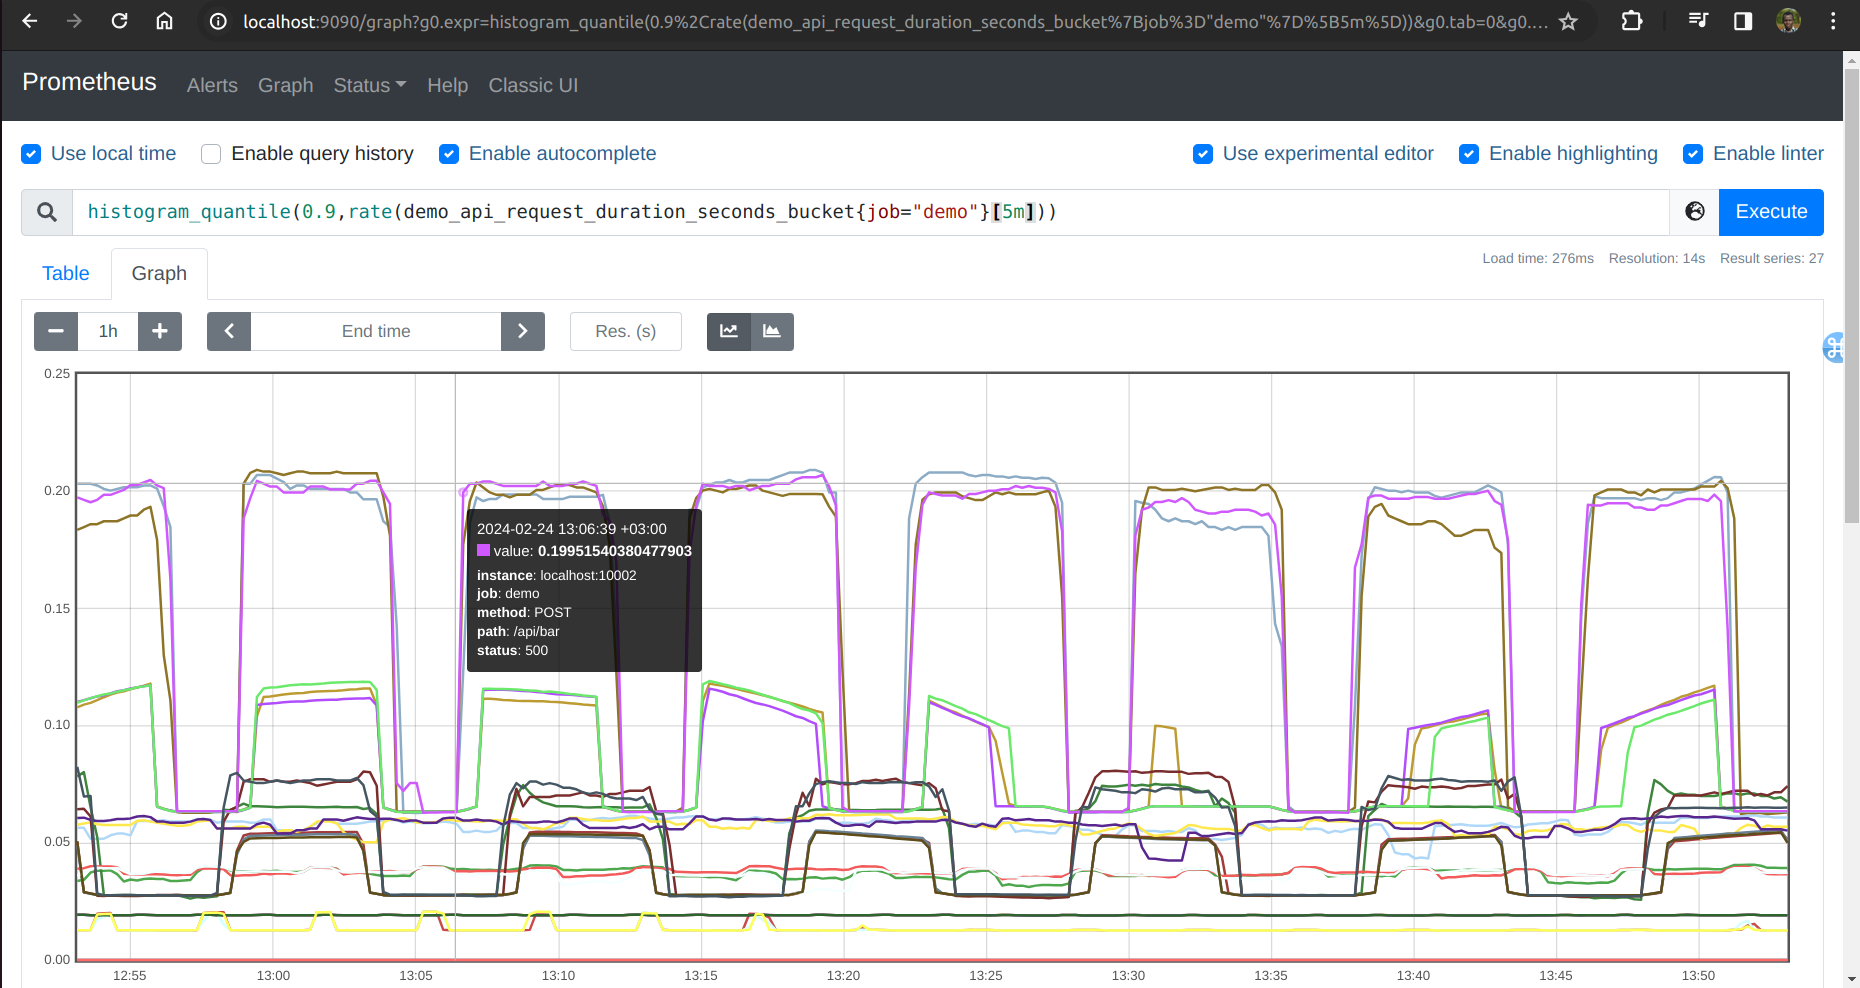 localhost:9090/graph?g0.expr=histogram_quantile(0.9%2Crate(demo_api_request_duration_seconds_bucket%7Bjob%3D"demo"%7D%5B5m%5D))&g0.tab=0&g0....
Prometheus Alerts Graph Status Help Classic UI
Use local time Enable query history Enable autocomplete Use experimental editor Enable highlighting Enable linter
histogram_quantile(0.9,rate(demo_api_request_duration_seconds_bucket{job="demo"}[5m])) Execute
Table Graph Load time: 276ms Resolution: 14s Result series: 27
1h End time Res. (s)
0.25
0.20
0.15
0.10
0.05
0.00
2024-02-24 13:06:39 +03:00
value: 0.19951540380477903
instance: localhost:10002
job: demo
method: POST
path: /api/bar
status: 500
12:55 13:00 13:05 13:10 13:15 13:20 13:25 13:30 13:35 13:40 13:45 13:50